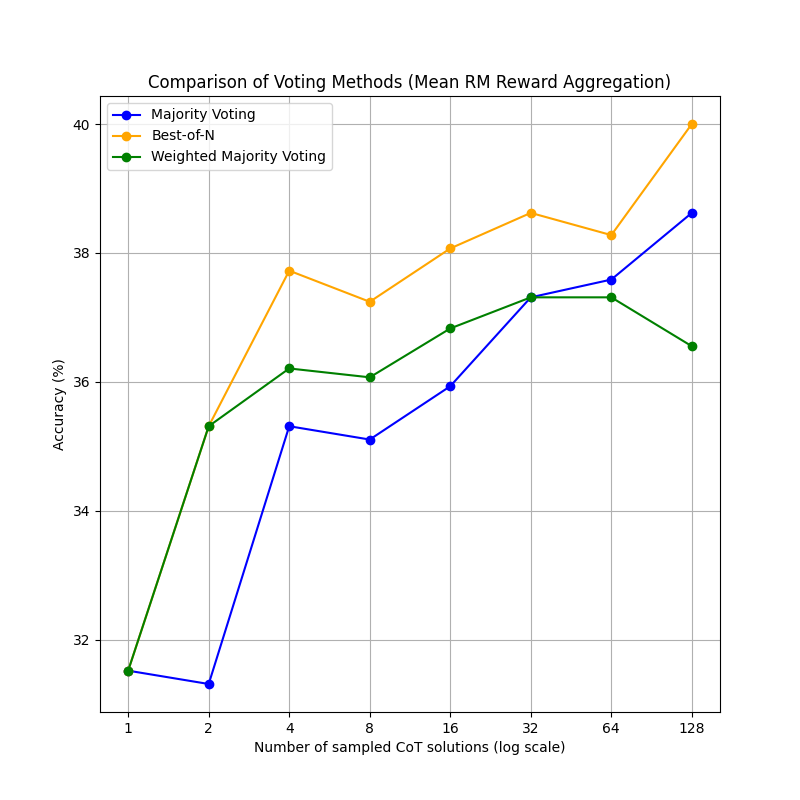 Comparison of Voting Methods (Mean RM Reward Aggregation)
Majority Voting
Best-of-N
Weighted Majority Voting
40
38
36
34
32
Accuracy (%)
1 2 4 8 16 32 64 128
Number of sampled CoT solutions (log scale)